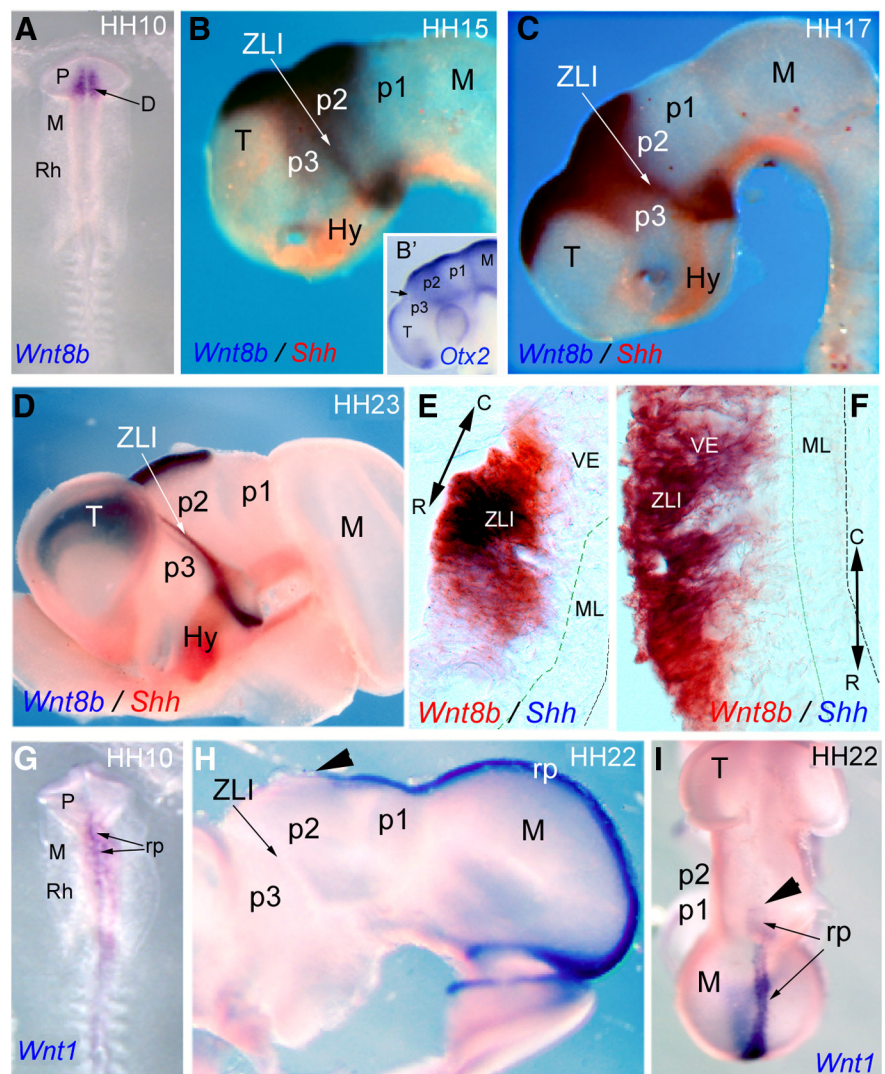 A HH10
P
D
M
Rh
Wnt8b
B HH15
ZLI
p2 p1 M
T
p3
Hy
Wnt8b / Shh
B'
M
p1
p2
p3
T
Otx2
C HH17
ZLI
M
p1
p2
p3
T
Hy
Wnt8b / Shh
D HH23
ZLI
p2 p1
T
M
p3
Hy
Wnt8b / Shh
E
C
VE
R
ZLI
ML
Wnt8b / Shh
F
VE ML
ZLI
C
R
Wnt8b / Shh
G HH10
P
rp
M
Rh
Wnt1
H HH22
rp
ZLI
p2 p1 M
p3
I HH22
T
p2
p1
rp
M
Wnt1